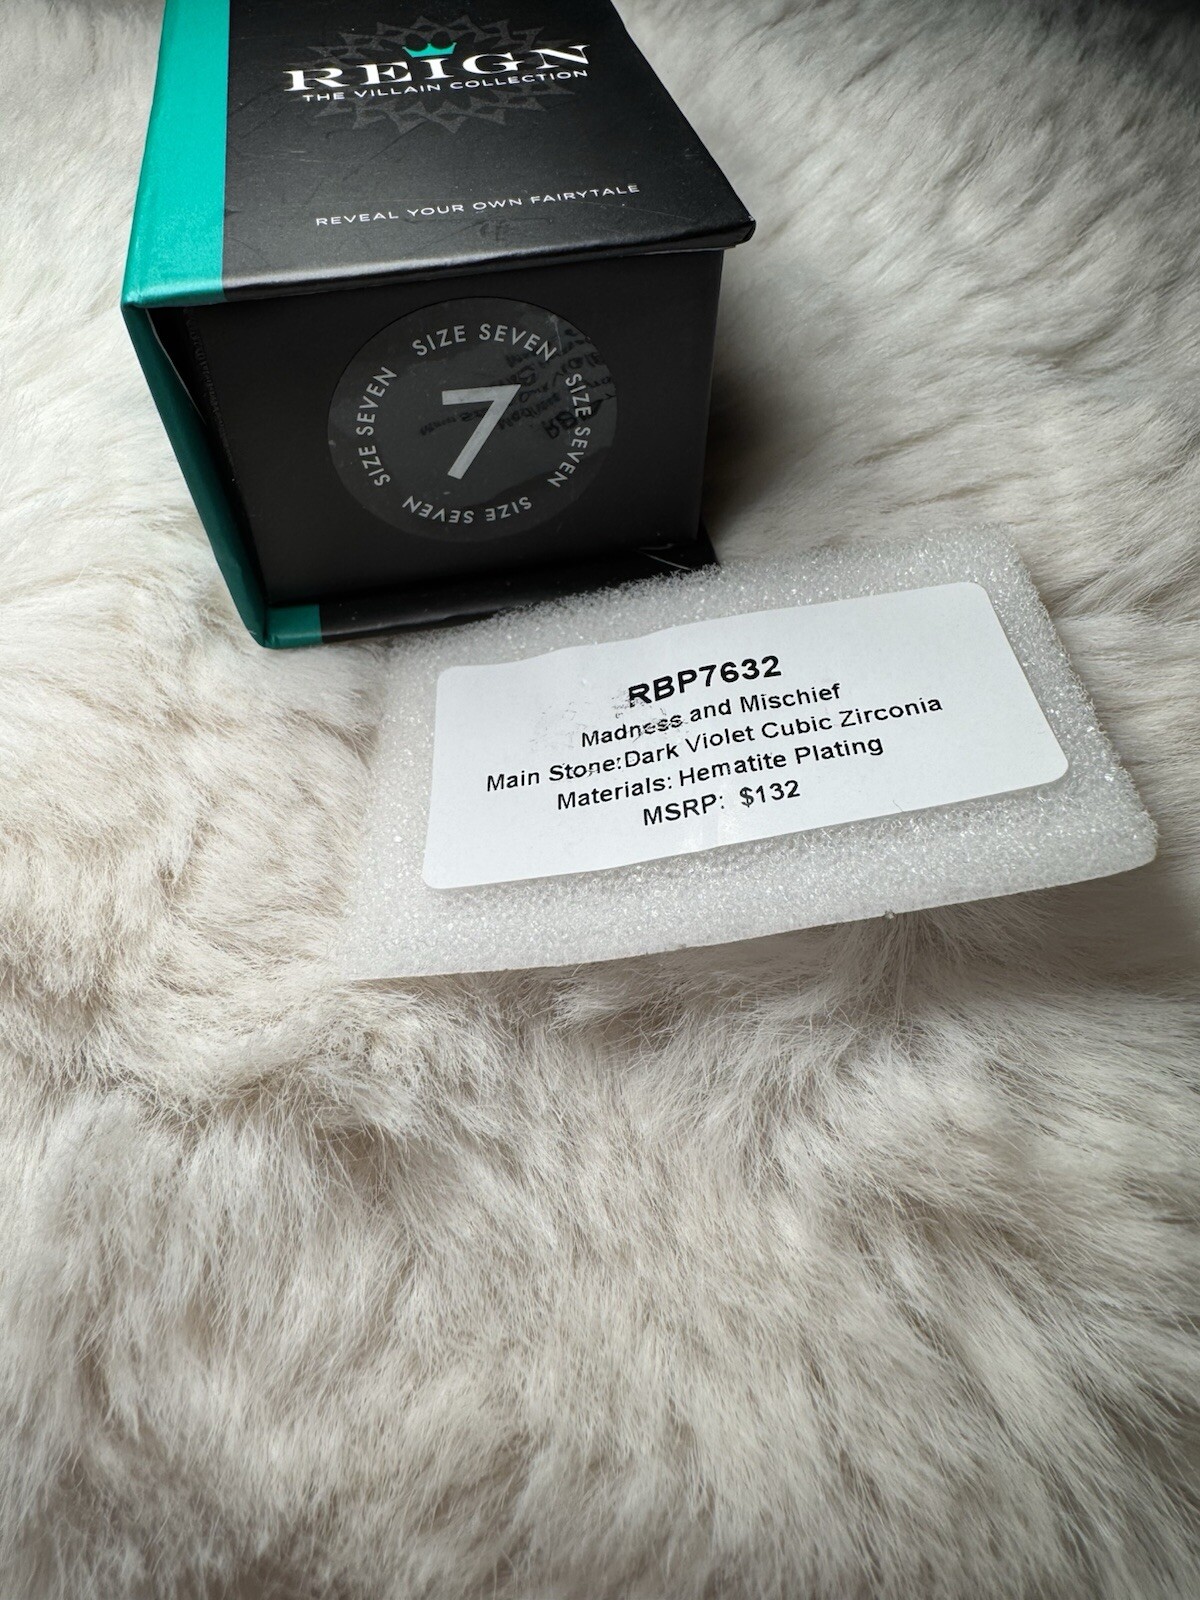 REIGN
THE VILLAIN COLLECTION
REVEAL YOUR OWN FAIRYTALE
SIZE SEVEN SIZE SEVEN SIZE SEVEN SIZE SEVEN
7
RBP7632
Madness and Mischief
Main Stone:Dark Violet Cubic Zirconia
Materials: Hematite Plating
MSRP: $132